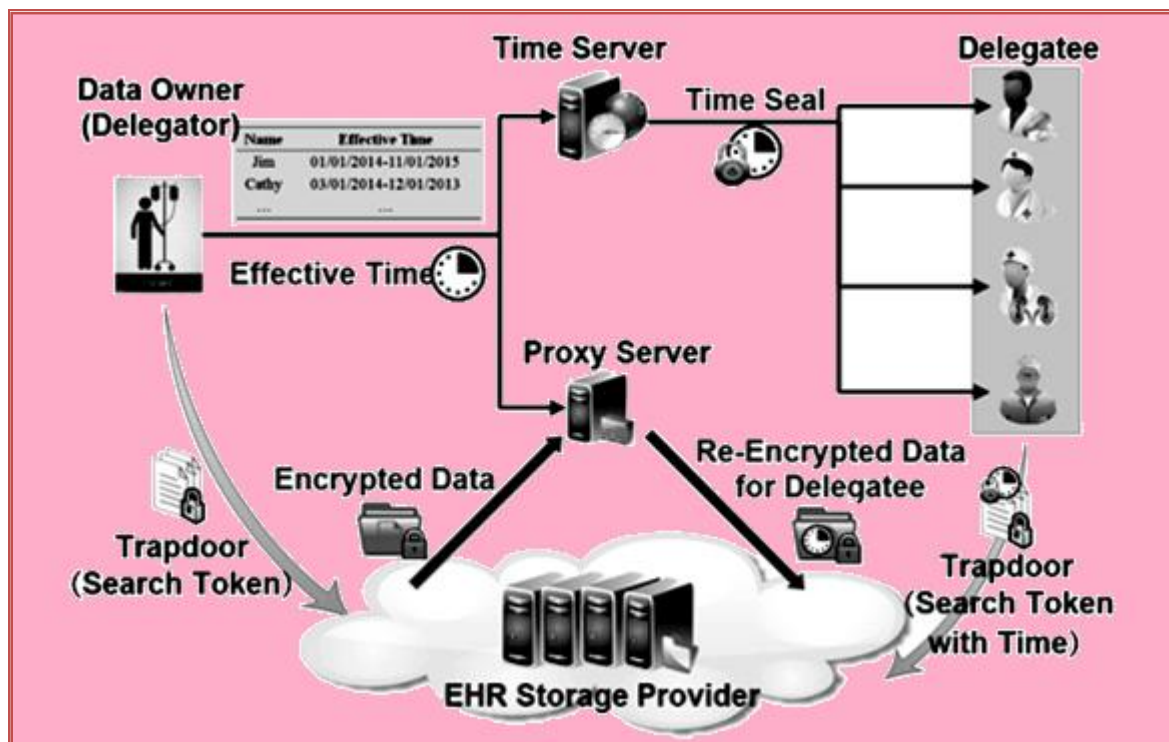 Time Server
Delegatee
Data Owner
(Delegator)
Time Seal
Name Effective Time
Jim 01/01/2014-11/01/2015
Cathy 03/01/2014-12/01/2013
... ...
Effective Time
Proxy Server
Encrypted Data
Re-Encrypted Data
for Delegatee
Trapdoor
(Search Token)
Trapdoor
(Search Token
with Time)
EHR Storage Provider